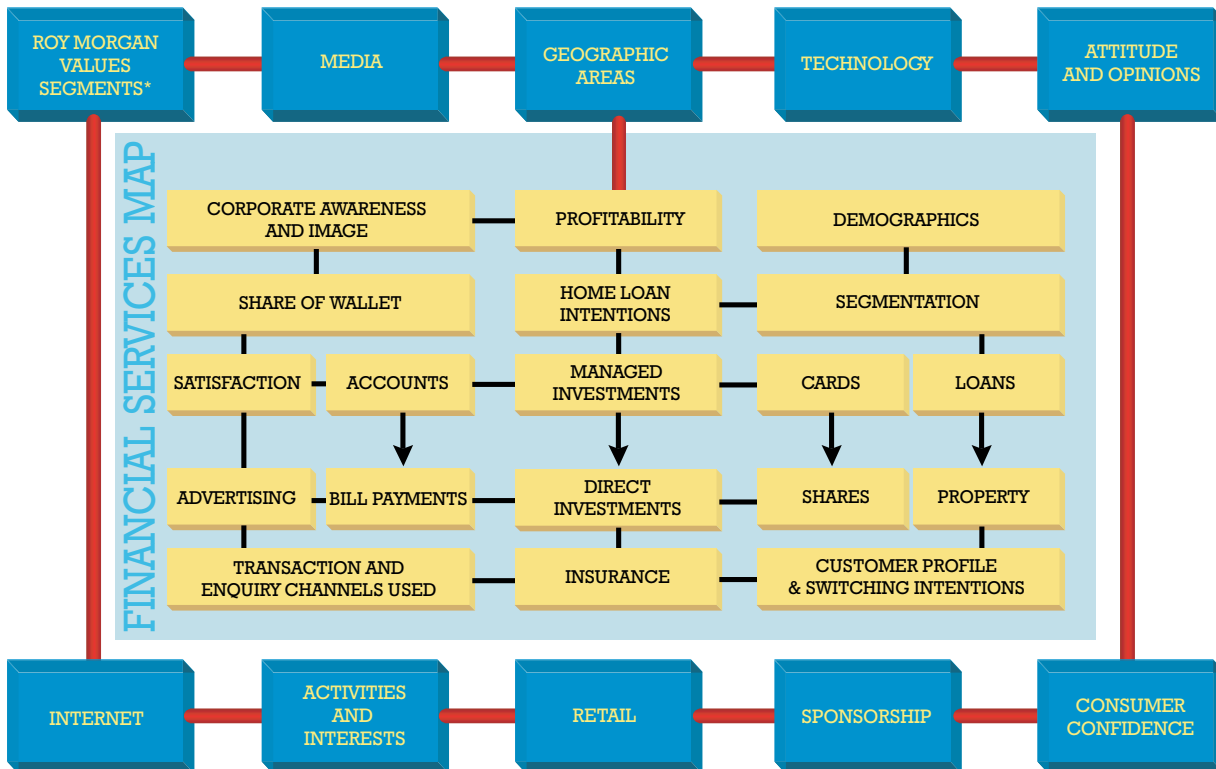 ROY MORGAN
VALUES
SEGMENTS*
MEDIA
GEOGRAPHIC
AREAS
TECHNOLOGY
ATTITUDE
AND OPINIONS
FINANCIAL SERVICES MAP
CORPORATE AWARENESS
AND IMAGE
PROFITABILITY
DEMOGRAPHICS
SHARE OF WALLET
HOME LOAN
INTENTIONS
SEGMENTATION
SATISFACTION
ACCOUNTS
MANAGED
INVESTMENTS
CARDS
LOANS
ADVERTISING
BILL PAYMENTS
DIRECT
INVESTMENTS
SHARES
PROPERTY
TRANSACTION AND
ENQUIRY CHANNELS USED
INSURANCE
CUSTOMER PROFILE
& SWITCHING INTENTIONS
INTERNET
ACTIVITIES
AND
INTERESTS
RETAIL
SPONSORSHIP
CONSUMER
CONFIDENCE